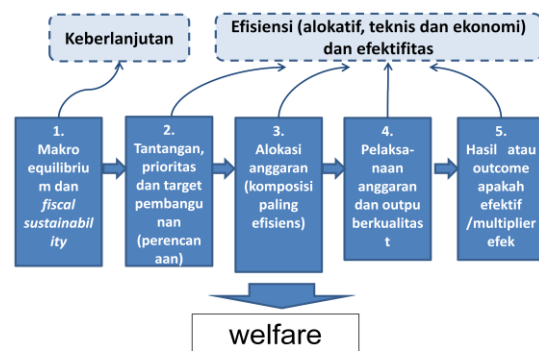 Keberlanjutan
Efisiensi (alokatif, teknis dan ekonomi)
dan efektifitas
1.
Makro
equilibriu
m dan
fiscal
sustainabil
ity
2.
Tantangan,
prioritas
dan target
pembangu
nan
(perencan
aan)
3.
Alokasi
anggaran
(komposisi
paling
efisiens)
4.
Pelaksa-
naan
anggaran
dan outpu
berkualitas
t
5.
Hasil atau
outcome
apakah
efektif
/multiplier
efek
welfare